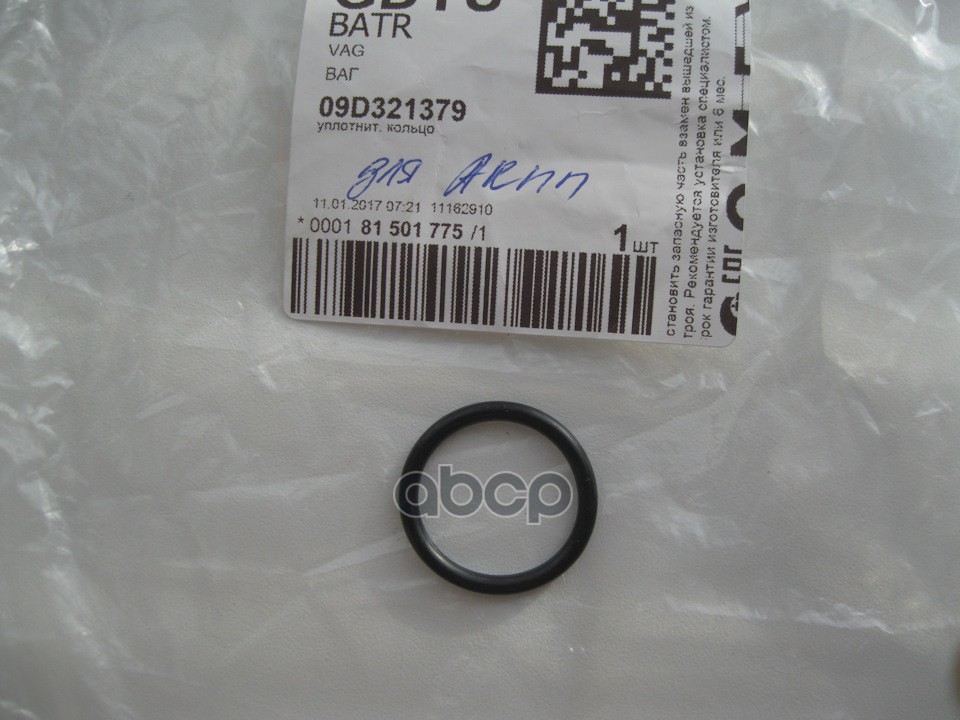 BATR
VAG
ВАГ
09D321379
уплотнит. кольцо
для АКПП
11.01.2017 07:21 11162910
* 0001 81 501 775 /1
1 шт
становить запасную часть взамен вышедшей из
троя. Рекомендуется установка специалистом.
рок гарантии изготовителя или 6 мес.
abcp